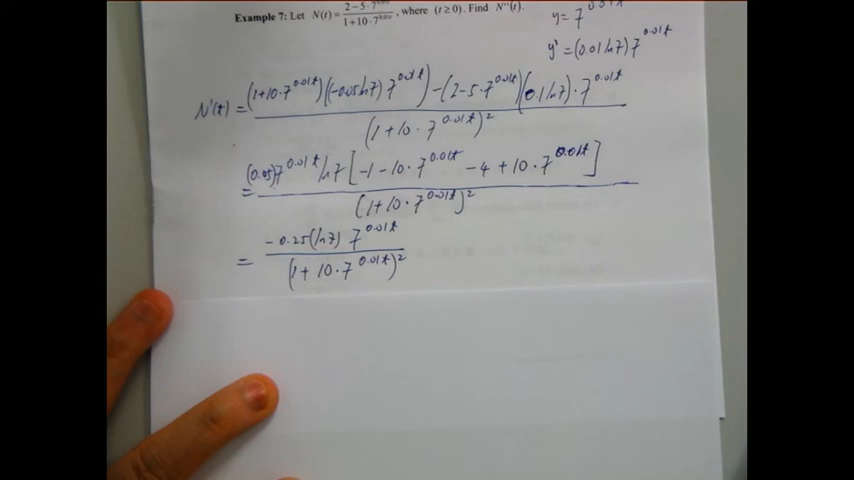 Example 7: Let N(t) = (2 − 5·7^{0.01t})/(1 + 10·7^{0.01t}), where (t ≥ 0). Find N''(t).
y = 7^{0.01t}
y' = (0.01 ln7) 7^{0.01t}
N'(t) = ((1+10·7^{0.01t})((-0.05 ln7) 7^{0.01t}) − (2−5·7^{0.01t})(0.1 ln7)·7^{0.01t})/(1+10·7^{0.01t})^2
= ((0.05) 7^{0.01t} ln7 [−1 −10·7^{0.01t} − 4 + 10·7^{0.01t}])/(1+10·7^{0.01t})^2
= (−0.25(ln7) 7^{0.01t})/(1+10·7^{0.01t})^2